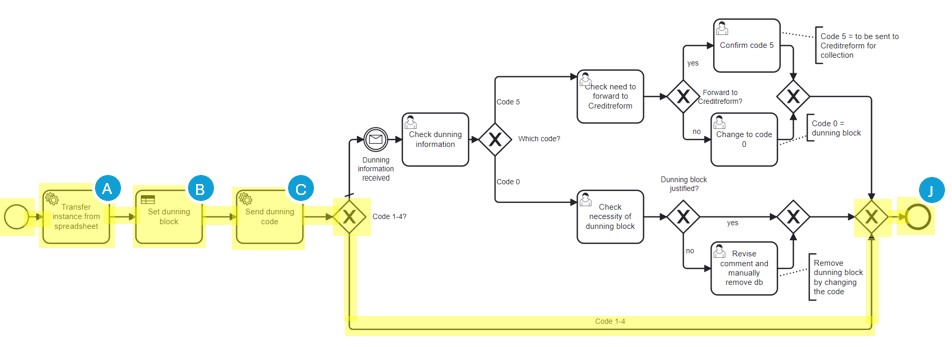 A
Transfer
instance from
spreadsheet
B
Set dunning
block
C
Send dunning
code
Code 1-4?
Dunning
information
received
Check dunning
information
Which code?
Code 5
Check need to
forward to
Creditreform
Forward to
Creditreform?
yes
Confirm code 5
Code 5 = to be sent to
Creditreform for
collection
no
Change to code
0
Code 0 =
dunning block
Code 0
Check
necessity of
dunning block
Dunning block
justified?
yes
no
Revise
comment and
manually
remove db
Remove
dunning block
by changing
the code
Code 1-4
J